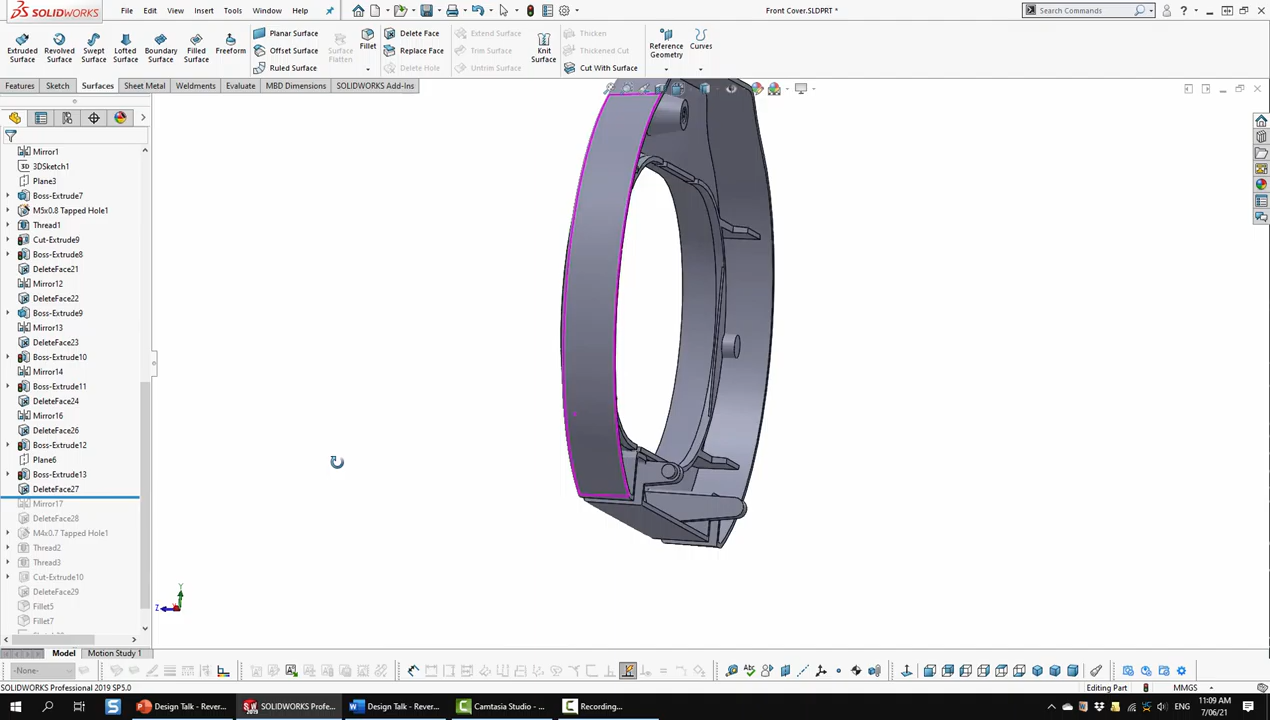 SOLIDWORKS
File Edit View Insert Tools Window Help
Front Cover.SLDPRT *
Search Commands
Extruded Surface
Revolved Surface
Swept Surface
Lofted Surface
Boundary Surface
Filled Surface
Freeform
Planar Surface
Offset Surface
Ruled Surface
Surface Flatten
Fillet
Delete Face
Replace Face
Delete Hole
Extend Surface
Trim Surface
Untrim Surface
Knit Surface
Thicken
Thickened Cut
Cut With Surface
Reference Geometry
Curves
Features Sketch Surfaces Sheet Metal Weldments Evaluate MBD Dimensions SOLIDWORKS Add-Ins
Mirror1
3DSketch1
Plane3
Boss-Extrude7
M5x0.8 Tapped Hole1
Thread1
Cut-Extrude9
Boss-Extrude8
DeleteFace21
Mirror12
DeleteFace22
Boss-Extrude9
Mirror13
DeleteFace23
Boss-Extrude10
Mirror14
Boss-Extrude11
DeleteFace24
Mirror16
DeleteFace26
Boss-Extrude12
Plane6
Boss-Extrude13
DeleteFace27
Mirror17
DeleteFace28
M4x0.7 Tapped Hole1
Thread2
Thread3
Cut-Extrude10
DeleteFace29
Fillet5
Fillet7
Y
Z
Model Motion Study 1
-None-
SOLIDWORKS Professional 2019 SP5.0
Editing Part MMGS
Design Talk - Rever...
SOLIDWORKS Profe...
Design Talk - Rever...
Camtasia Studio - ...
Recording...
ENG
11:09 AM
7/06/21